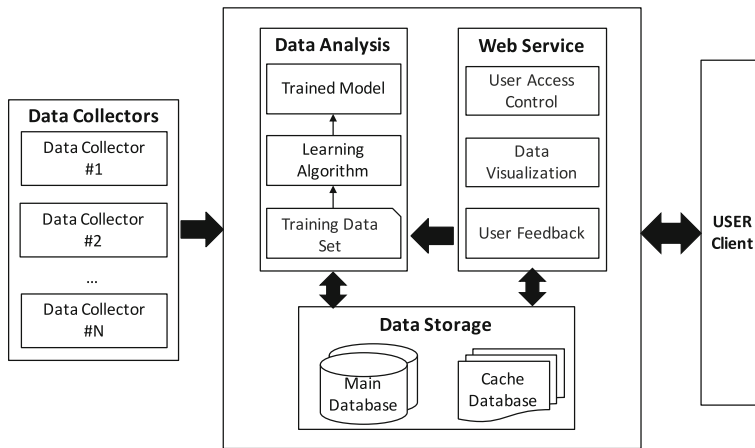 Data Collectors
Data Collector
#1
Data Collector
#2
...
Data Collector
#N
Data Analysis
Trained Model
Learning
Algorithm
Training Data
Set
Web Service
User Access
Control
Data
Visualization
User Feedback
Data Storage
Main
Database
Cache
Database
USER
Client